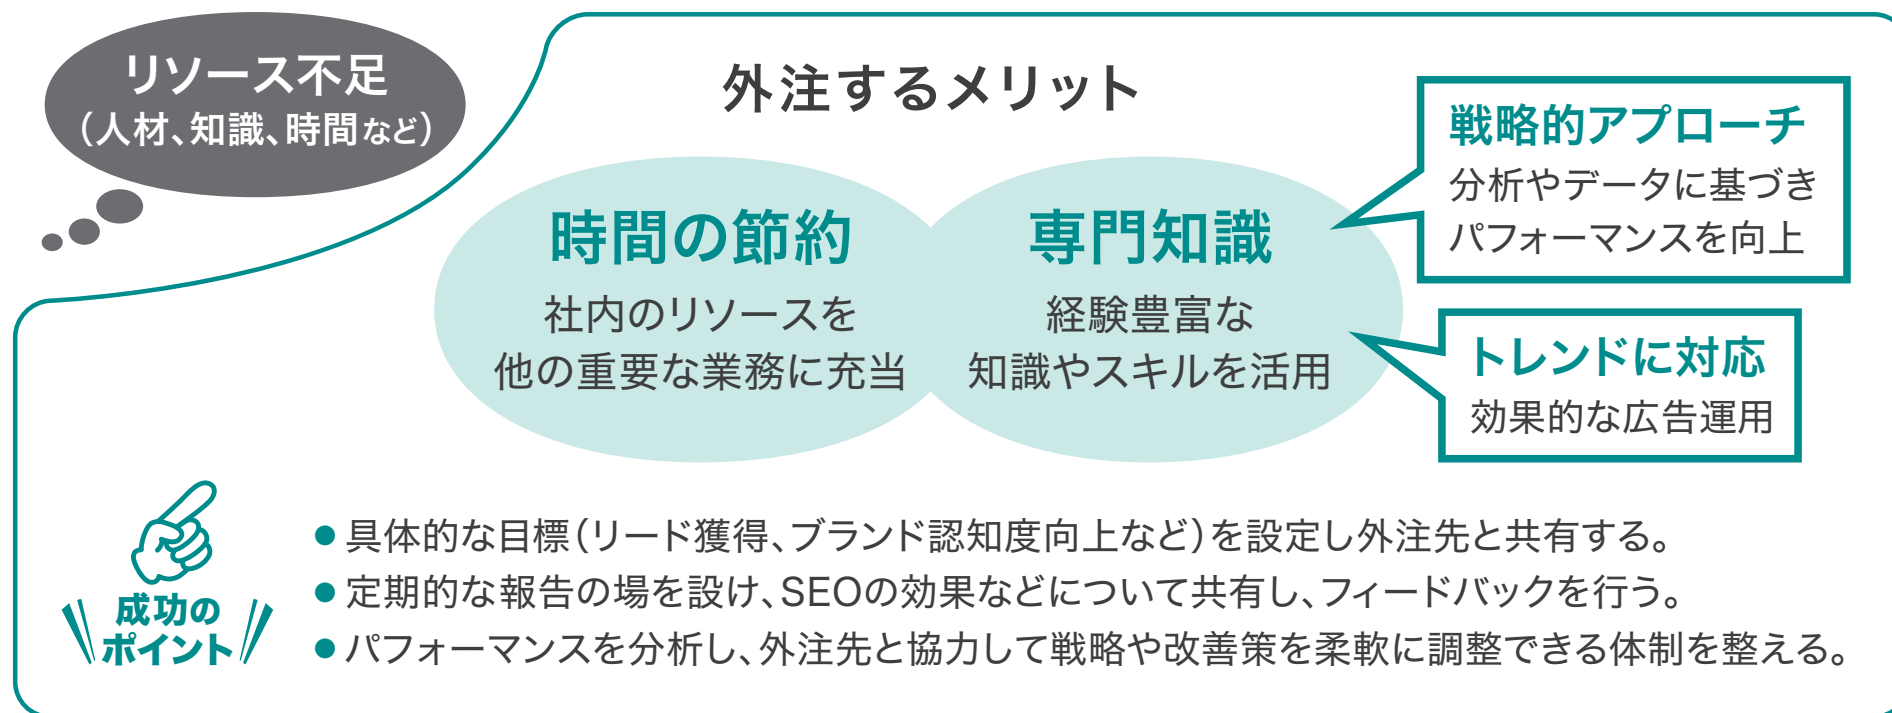 リソース不足
（人材、知識、時間など）
外注するメリット
時間の節約
社内のリソースを
他の重要な業務に充当
専門知識
経験豊富な
知識やスキルを活用
戦略的アプローチ
分析やデータに基づき
パフォーマンスを向上
トレンドに対応
効果的な広告運用
成功の
ポイント
●具体的な目標（リード獲得、ブランド認知度向上など）を設定し外注先と共有する。
●定期的な報告の場を設け、SEOの効果などについて共有し、フィードバックを行う。
●パフォーマンスを分析し、外注先と協力して戦略や改善策を柔軟に調整できる体制を整える。